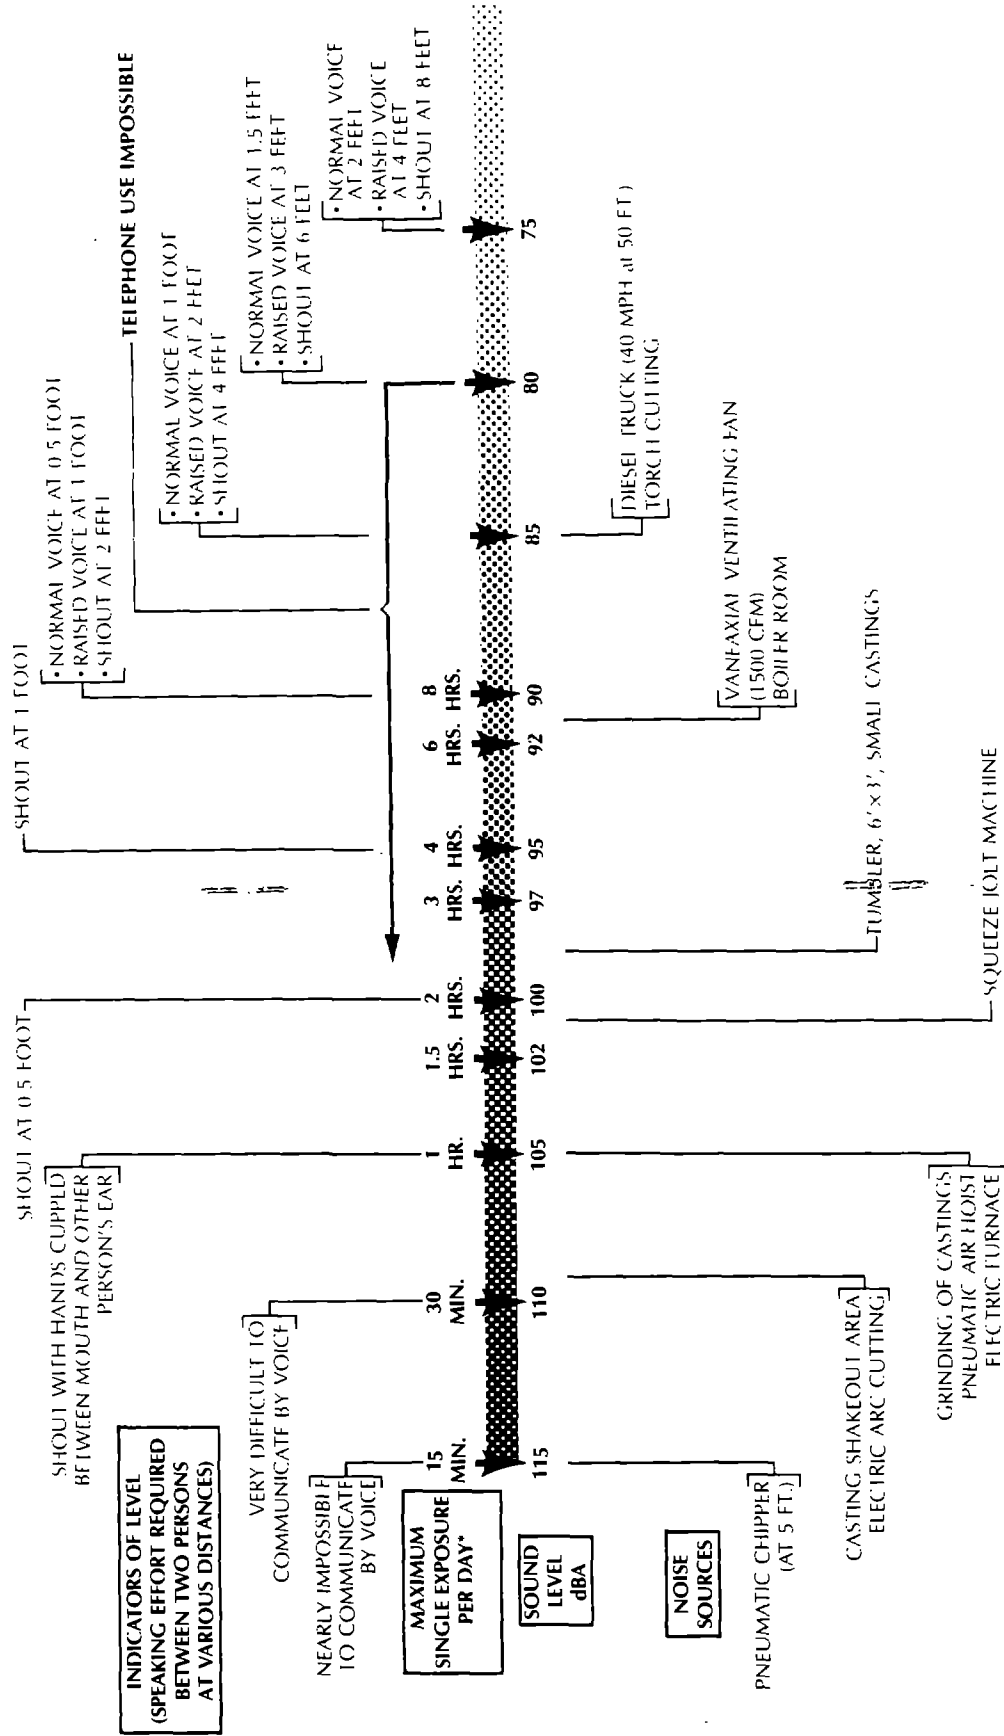 INDICATORS OF LEVEL
(SPEAKING EFFORT REQUIRED
BETWEEN TWO PERSONS
AT VARIOUS DISTANCES)
SHOUT WITH HANDS CUPPED
BETWEEN MOUTH AND OTHER
PERSON'S EAR
SHOUT AT 0.5 FOOT
SHOUT AT 1 FOOT
• NORMAL VOICE AT 0.5 FOOT
• RAISED VOICE AT 1 FOOT
• SHOUT AT 2 FEET
TELEPHONE USE IMPOSSIBLE
• NORMAL VOICE AT 1 FOOT
• RAISED VOICE AT 2 FEET
• SHOUT AT 4 FEET
• NORMAL VOICE AT 1.5 FEET
• RAISED VOICE AT 3 FEET
• SHOUT AT 6 FEET
• NORMAL VOICE
AT 2 FEET
• RAISED VOICE
AT 4 FEET
• SHOUT AT 8 FEET
VERY DIFFICULT TO
COMMUNICATE BY VOICE
NEARLY IMPOSSIBLE
TO COMMUNICATE
BY VOICE
MAXIMUM
SINGLE EXPOSURE
PER DAY*
15
MIN.
30
MIN.
1
HR.
1.5
HRS.
2
HRS.
3
HRS.
4
HRS.
6
HRS.
8
HRS.
SOUND
LEVEL
dBA
115
110
105
102
100
97
95
92
90
85
80
75
NOISE
SOURCES
PNEUMATIC CHIPPER
(AT 5 FT.)
CASTING SHAKEOUT AREA
ELECTRIC ARC CUTTING
GRINDING OF CASTINGS
PNEUMATIC AIR HOIST
ELECTRIC FURNACE
SQUEEZE JOLT MACHINE
TUMBLER, 6' x 3', SMALL CASTINGS
VANEAXIAL VENTILATING FAN
(1500 CFM)
BOILER ROOM
DIESEL TRUCK (40 MPH at 50 FT.)
TORCH CUTTING